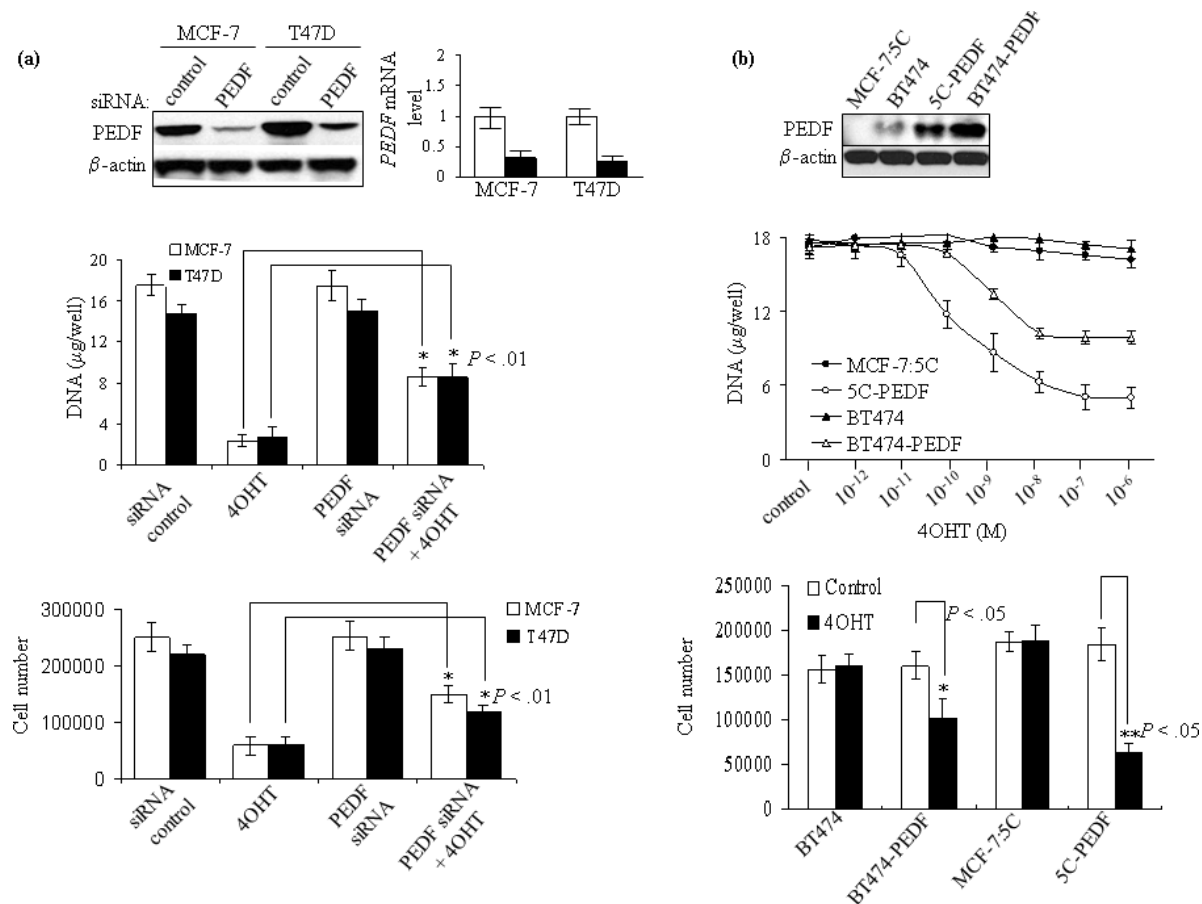 (a)
MCF-7 T47D
siRNA: control PEDF control PEDF
PEDF
β-actin
PEDF mRNA level
2
1.5
1
0.5
0
MCF-7 T47D
MCF-7
T47D
DNA (μg/well)
20
16
12
8
4
0
* * P < .01
siRNA control
4OHT
PEDF siRNA
PEDF siRNA + 4OHT
MCF-7
T47D
Cell number
300000
200000
100000
0
* * P < .01
siRNA control
4OHT
PEDF siRNA
PEDF siRNA + 4OHT
(b)
MCF-7:5C BT474 5C-PEDF BT474-PEDF
PEDF
β-actin
DNA (μg/well)
18
12
6
0
MCF-7:5C
5C-PEDF
BT474
BT474-PEDF
control 10-12 10-11 10-10 10-9 10-8 10-7 10-6
4OHT (M)
Control
4OHT
Cell number
250000
200000
150000
100000
50000
0
P < .05
*
** P < .05
BT474
BT474-PEDF
MCF-7:5C
5C-PEDF